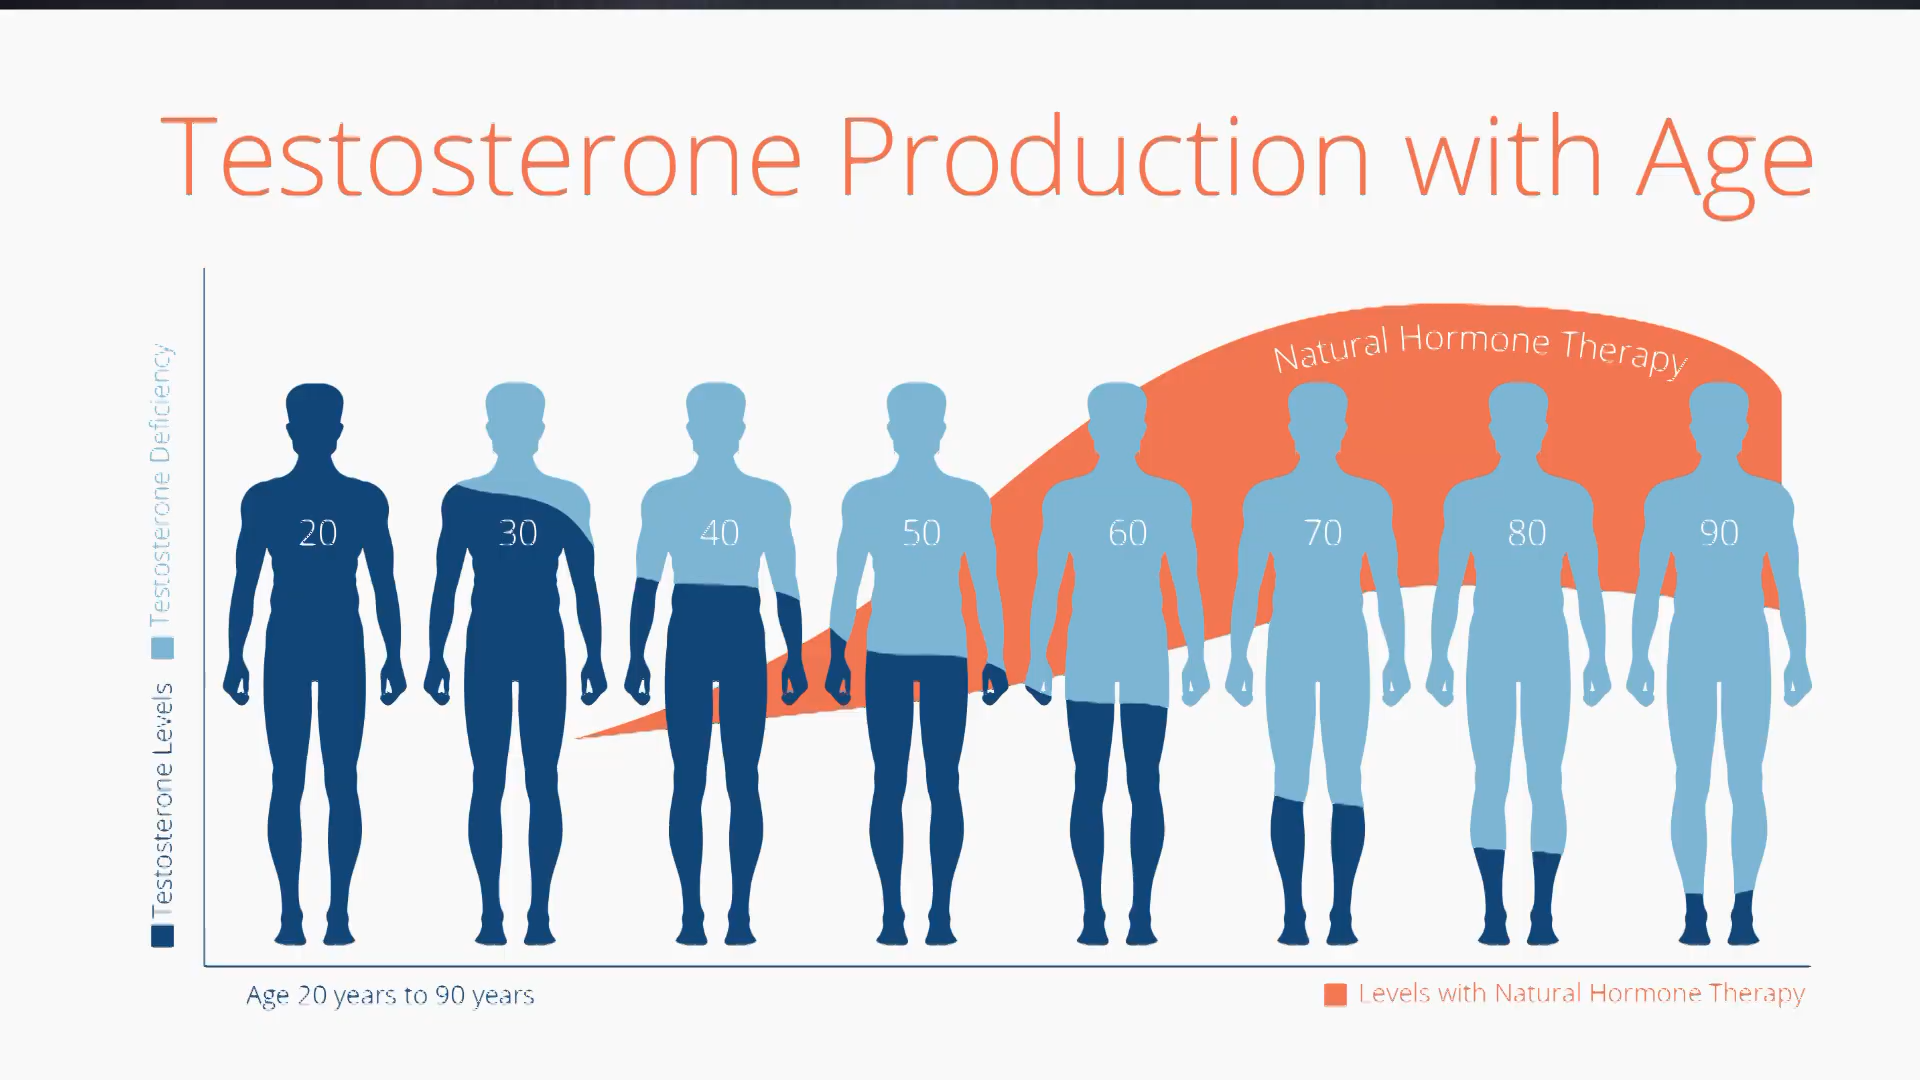 Testosterone Production with Age
Natural Hormone Therapy
Testosterone Deficiency
Testosterone Levels
20 30 40 50 60 70 80 90
Age 20 years to 90 years
Levels with Natural Hormone Therapy